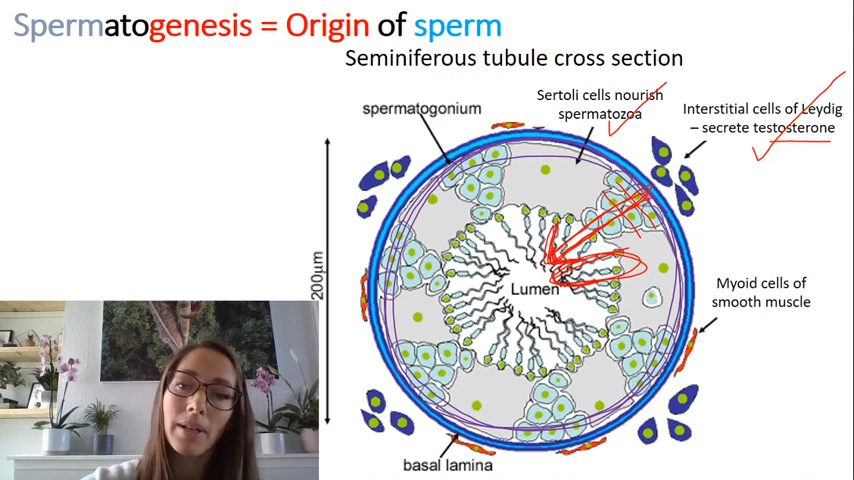 Spermatogenesis = Origin of sperm
Seminiferous tubule cross section
spermatogonium
Sertoli cells nourish
spermatozoa
Interstitial cells of Leydig
– secrete testosterone
200µm
Lumen
Myoid cells of
smooth muscle
basal lamina